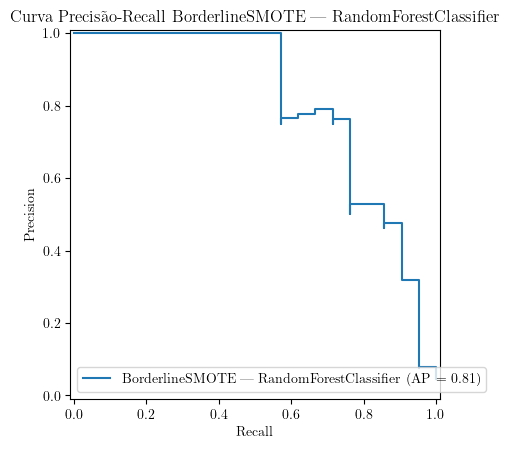 Curva Precisão-Recall BorderlineSMOTE — RandomForestClassifier
1.0
0.8
0.6
0.4
0.2
0.0
Precision
BorderlineSMOTE — RandomForestClassifier (AP = 0.81)
0.0 0.2 0.4 0.6 0.8 1.0
Recall